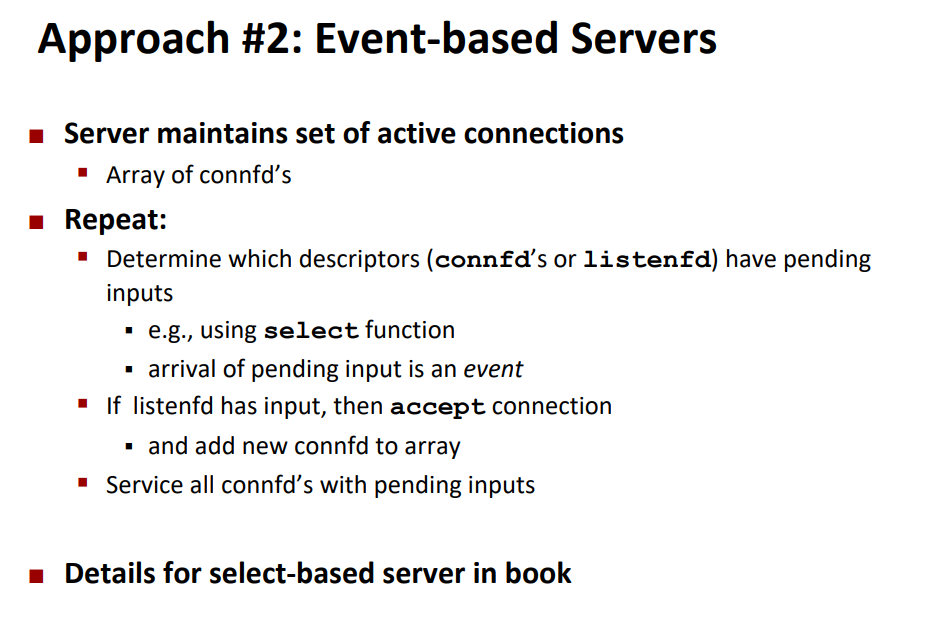 Approach #2: Event-based Servers
Server maintains set of active connections
Array of connfd’s
Repeat:
Determine which descriptors (connfd’s or listenfd) have pending
inputs
e.g., using select function
arrival of pending input is an event
If listenfd has input, then accept connection
and add new connfd to array
Service all connfd’s with pending inputs
Details for select-based server in book